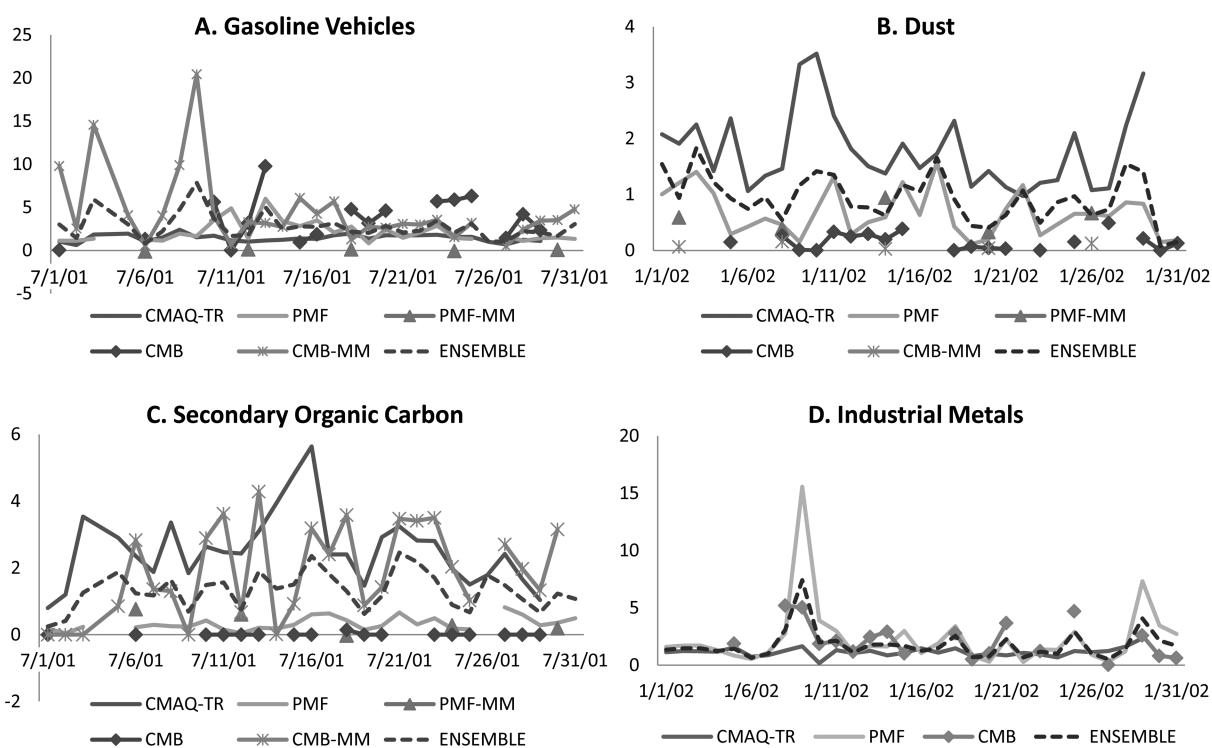 A. Gasoline Vehicles
25
20
15
10
5
0
-5
7/1/01 7/6/01 7/11/01 7/16/01 7/21/01 7/26/01 7/31/01
CMAQ-TR PMF PMF-MM
CMB CMB-MM ENSEMBLE
B. Dust
4
3
2
1
0
1/1/02 1/6/02 1/11/02 1/16/02 1/21/02 1/26/02 1/31/02
CMAQ-TR PMF PMF-MM
CMB CMB-MM ENSEMBLE
C. Secondary Organic Carbon
6
4
2
0
-2
7/1/01 7/6/01 7/11/01 7/16/01 7/21/01 7/26/01 7/31/01
CMAQ-TR PMF PMF-MM
CMB CMB-MM ENSEMBLE
D. Industrial Metals
20
15
10
5
0
1/1/02 1/6/02 1/11/02 1/16/02 1/21/02 1/26/02 1/31/02
CMAQ-TR PMF CMB ENSEMBLE